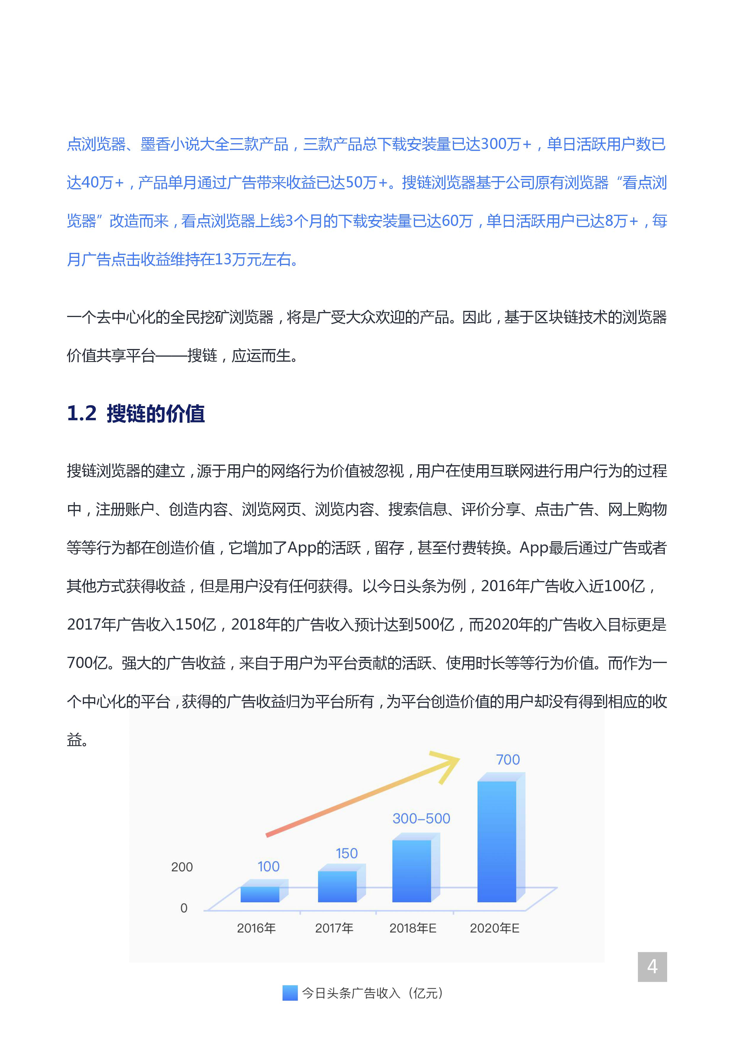 点浏览器、墨香小说大全三款产品，三款产品总下载安装量已达300万+，单日活跃用户数已
达40万+，产品单月通过广告带来收益已达50万+。搜链浏览器基于公司原有浏览器“看点浏
览器”改造而来，看点浏览器上线3个月的下载安装量已达60万，单日活跃用户已达8万+，每
月广告点击收益维持在13万元左右。
一个去中心化的全民挖矿浏览器，将是广受大众欢迎的产品。因此，基于区块链技术的浏览器
价值共享平台——搜链，应运而生。
1.2 搜链的价值
搜链浏览器的建立，源于用户的网络行为价值被忽视，用户在使用互联网进行用户行为的过程
中，注册账户、创造内容、浏览网页、浏览内容、搜索信息、评价分享、点击广告、网上购物
等等行为都在创造价值，它增加了App的活跃，留存，甚至付费转换。App最后通过广告或者
其他方式获得收益，但是用户没有任何获得。以今日头条为例，2016年广告收入近100亿，
2017年广告收入150亿，2018年的广告收入预计达到500亿，而2020年的广告收入目标更是
700亿。强大的广告收益，来自于用户为平台贡献的活跃、使用时长等等行为价值。而作为一
个中心化的平台，获得的广告收益归为平台所有，为平台创造价值的用户却没有得到相应的收
益。
700
300-500
150
100
200
0
2016年 2017年 2018年E 2020年E
今日头条广告收入（亿元）
4